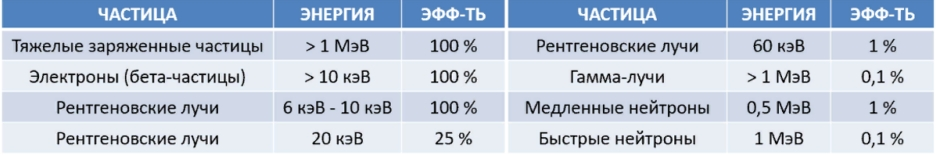 ЧАСТИЦА ЭНЕРГИЯ ЭФФ-ТЬ ЧАСТИЦА ЭНЕРГИЯ ЭФФ-ТЬ
Тяжелые заряженные частицы > 1 МэВ 100 % Рентгеновские лучи 60 кэВ 1 %
Электроны (бета-частицы) > 10 кэВ 100 % Гамма-лучи > 1 МэВ 0,1 %
Рентгеновские лучи 6 кэВ - 10 кэВ 100 % Медленные нейтроны 0,5 МэВ 1 %
Рентгеновские лучи 20 кэВ 25 % Быстрые нейтроны 1 МэВ 0,1 %